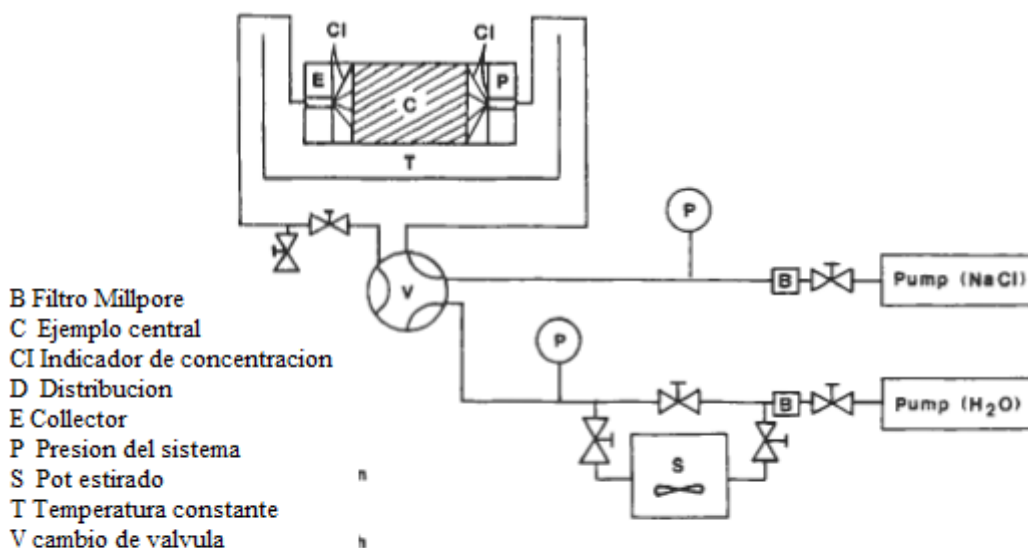 CI CI
E P
C
T
P
V
B Pump (NaCl)
P
B Pump (H₂O)
S
B Filtro Millpore
C Ejemplo central
CI Indicador de concentracion
D Distribucion
E Collector
P Presion del sistema
S Pot estirado
T Temperatura constante
V cambio de valvula
n
h